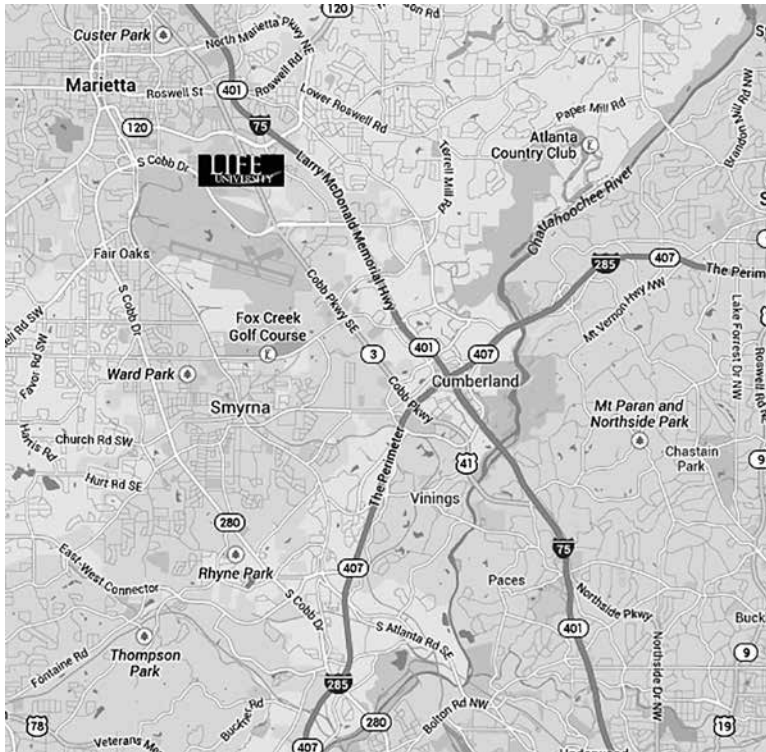 120
Custer Park
North Marietta Pkwy NE
Marietta
Roswell St
401
Roswell Rd
75
Lower Roswell Rd
Paper Mill Rd
Brandon Mill Rd NW
120
S Cobb Dr
LIFE
UNIVERSITY
Larry McDonald Memorial Hwy
Terrell Mill Rd
Atlanta
Country Club
Chattahoochee River
Fair Oaks
285
407
The Perim
S Cobb Dr
Cobb Pkwy SE
Mt Vernon Hwy NW
Lake Forrest Dr NW
Fox Creek
Golf Course
3
401
407
Favor Rd SW
Ward Park
Cobb Pkwy
Cumberland
Roswell Rd NE
Smyrna
Mt Paran and
Northside Park
Church Rd SW
Harris Rd
The Perimeter
41
Chastain
Park
9
Hurt Rd SE
Vinings
280
East-West Connector
Rhyne Park
407
75
Paces
Northside Pkwy
S Cobb Dr
401
Buck
Thompson
Park
S Atlanta Rd SE
Northside Dr NW
9
Fontaine Rd
285
78
280
Bolton Rd NW
19
407